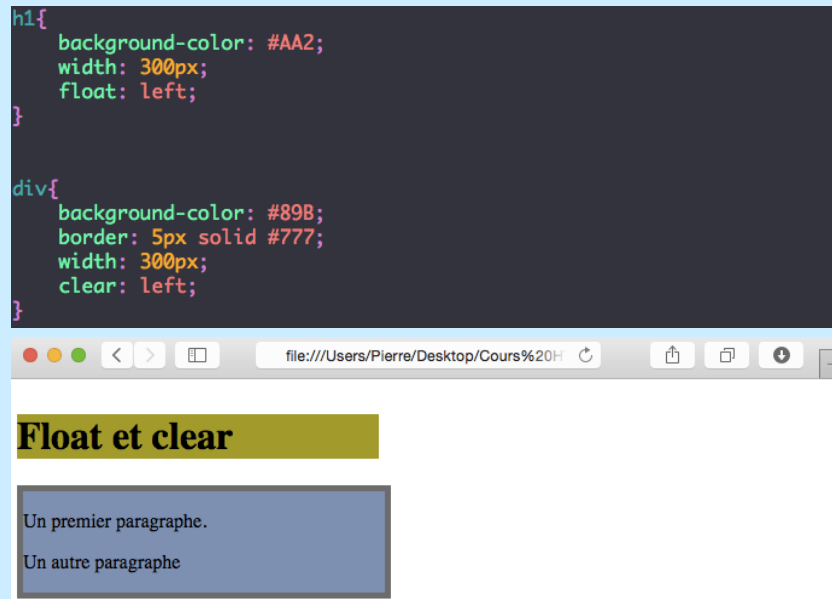 h1{
    background-color: #AA2;
    width: 300px;
    float: left;
}
div{
    background-color: #89B;
    border: 5px solid #777;
    width: 300px;
    clear: left;
}
file:///Users/Pierre/Desktop/Cours%20H
Float et clear
Un premier paragraphe.
Un autre paragraphe